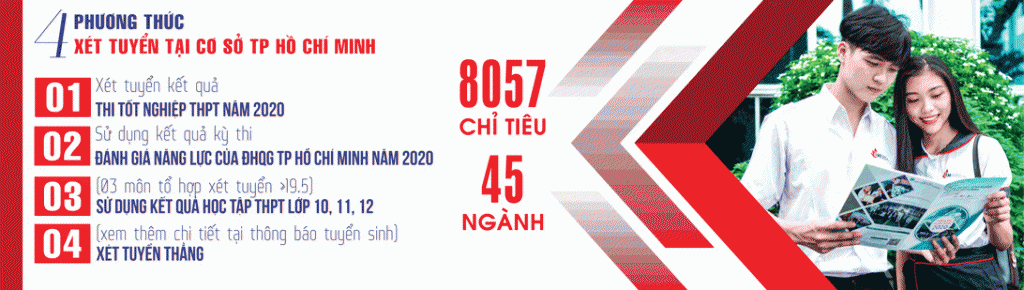 4 PHƯƠNG THỨC
XÉT TUYỂN TẠI CƠ SỞ TP HỒ CHÍ MINH
01 Xét tuyển kết quả
THI TỐT NGHIỆP THPT NĂM 2020
02 Sử dụng kết quả kỳ thi
ĐÁNH GIÁ NĂNG LỰC CỦA ĐHQG TP HỒ CHÍ MINH NĂM 2020
03 (03 môn tổ hợp xét tuyển >19.5)
SỬ DỤNG KẾT QUẢ HỌC TẬP THPT LỚP 10, 11, 12
04 (xem thêm chi tiết tại thông báo tuyển sinh)
XÉT TUYỂN THẲNG
8057
CHỈ TIÊU
45
NGÀNH